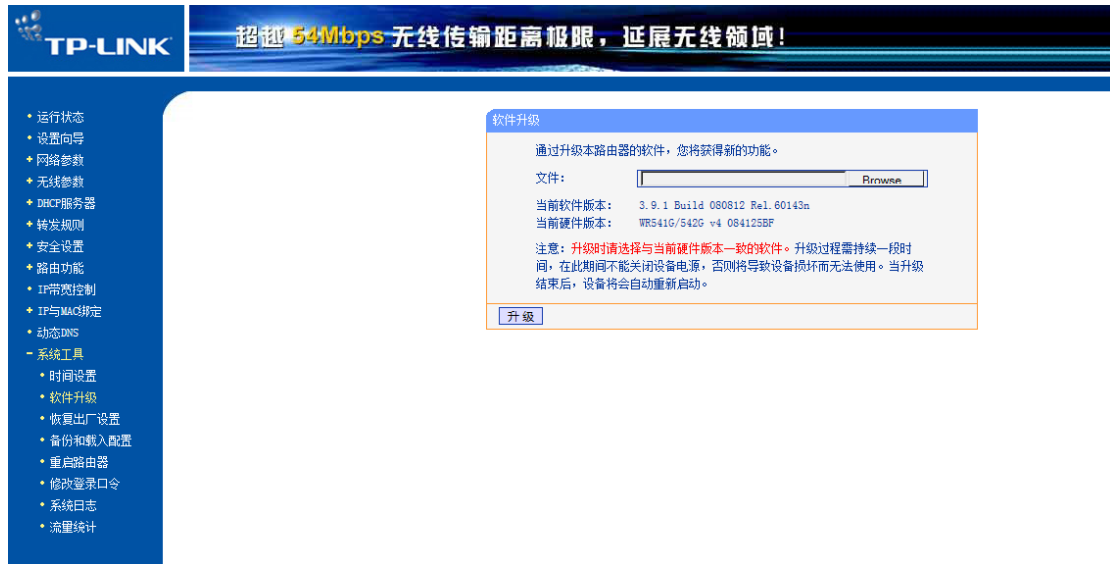 TP-LINK
超越 54Mbps 无线传输距离极限，延展无线领域！
运行状态
设置向导
网络参数
无线参数
DHCP服务器
转发规则
安全设置
路由功能
IP带宽控制
IP与MAC绑定
动态DNS
系统工具
时间设置
软件升级
恢复出厂设置
备份和载入配置
重启路由器
修改登录口令
系统日志
流量统计
软件升级
通过升级本路由器的软件，您将获得新的功能。
文件： Browse...
当前软件版本： 3.9.1 Build 080812 Rel.60143n
当前硬件版本： WR541G/542G v4 084125BF
注意：升级时请选择与当前硬件版本一致的软件。升级过程需持续一段时
间，在此期间不能关闭设备电源，否则将导致设备损坏而无法使用。当升级
结束后，设备将会自动重新启动。
升 级